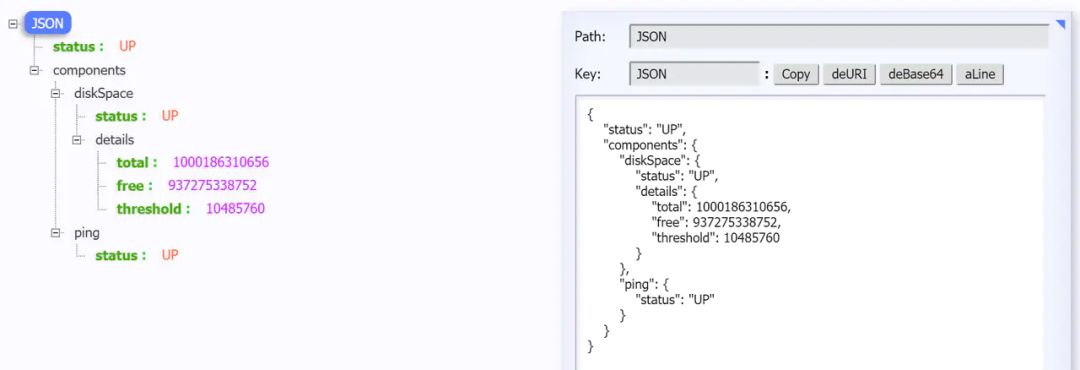 JSON
status : UP
components
diskSpace
status : UP
details
total : 1000186310656
free : 937275338752
threshold : 10485760
ping
status : UP
Path: JSON
Key: JSON : Copy deURI deBase64 aLine
{
"status": "UP",
"components": {
"diskSpace": {
"status": "UP",
"details": {
"total": 1000186310656,
"free": 937275338752,
"threshold": 10485760
}
},
"ping": {
"status": "UP"
}
}
}